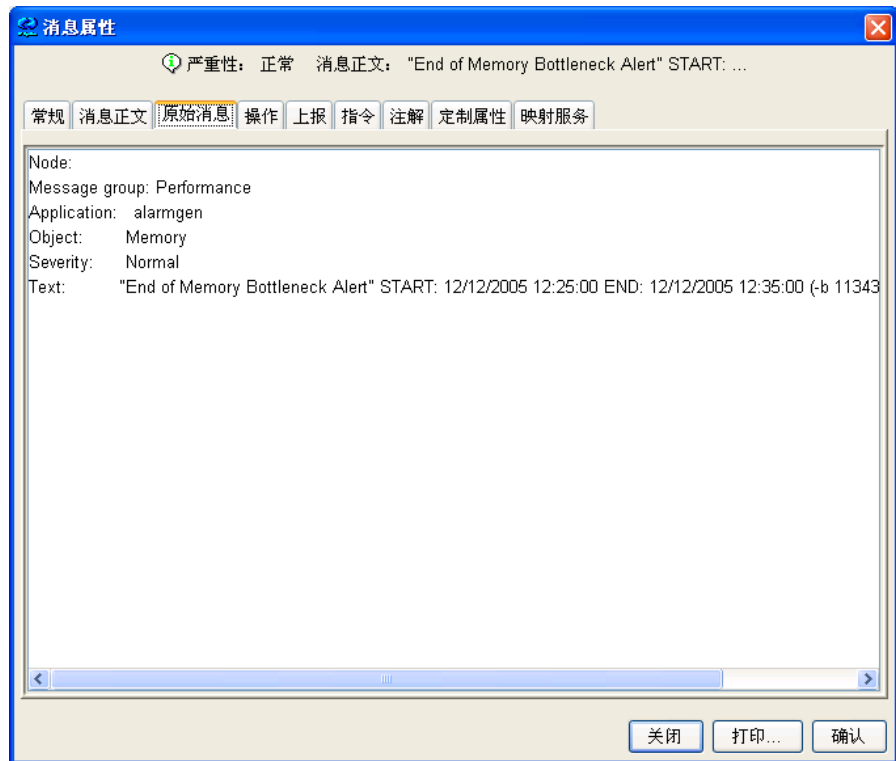 消息属性
严重性: 正常 消息正文: "End of Memory Bottleneck Alert" START: ...
常规 消息正文 原始消息 操作 上报 指令 注解 定制属性 映射服务
Node:
Message group: Performance
Application: alarmgen
Object: Memory
Severity: Normal
Text: "End of Memory Bottleneck Alert" START: 12/12/2005 12:25:00 END: 12/12/2005 12:35:00 (-b 11343
关闭 打印... 确认